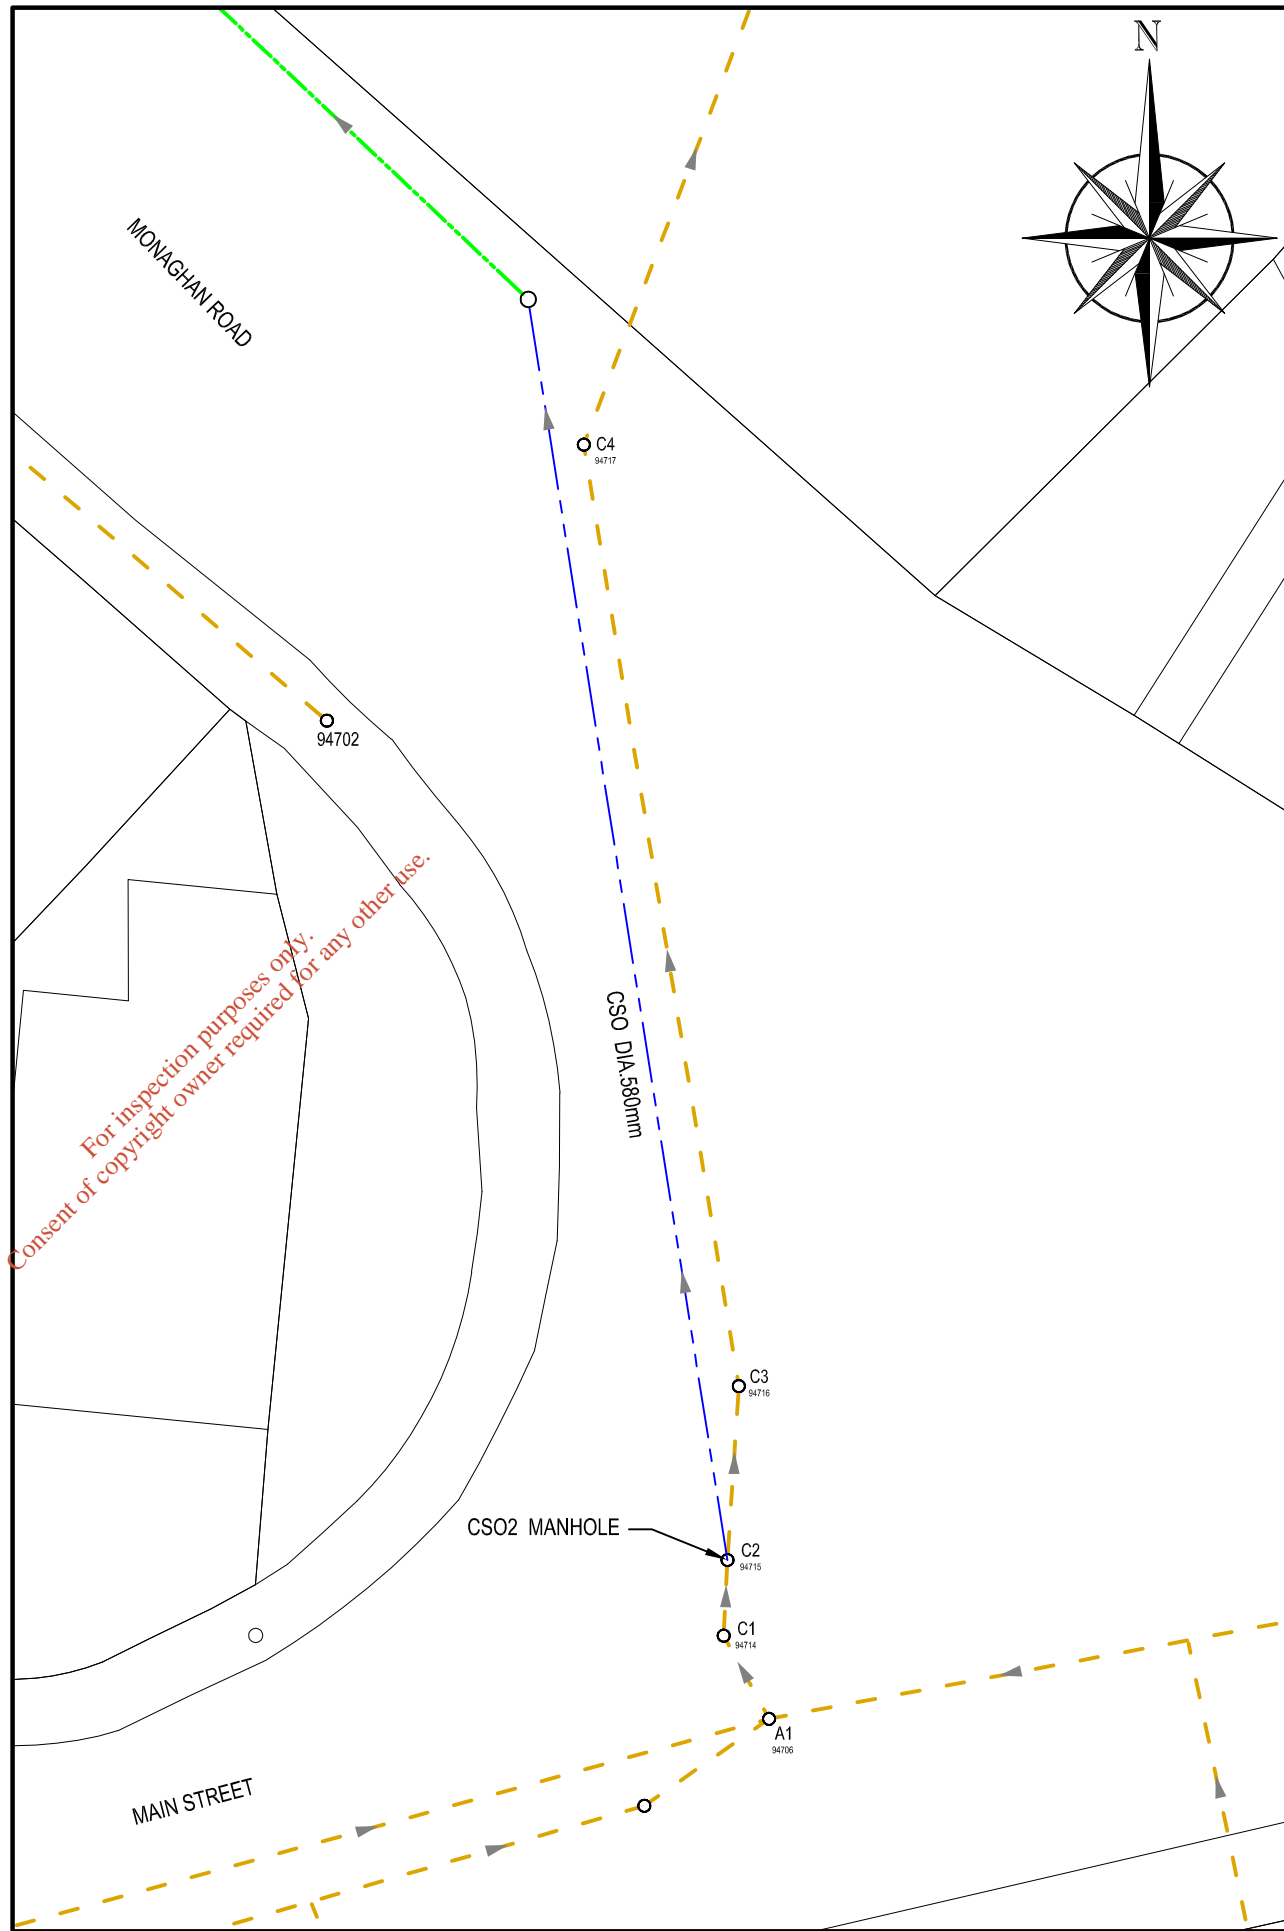 N
MONAGHAN ROAD
C4
94717
94702
For inspection purposes only.
Consent of copyright owner required for any other use.
CSO DIA.580mm
C3
94716
CSO2 MANHOLE
C2
94715
C1
94714
A1
94706
MAIN STREET